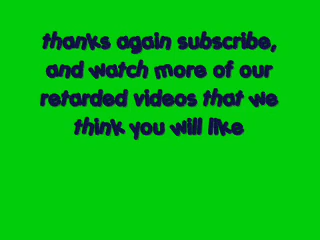 thanks again subscribe,
and watch more of our
retarded videos that we
think you will like